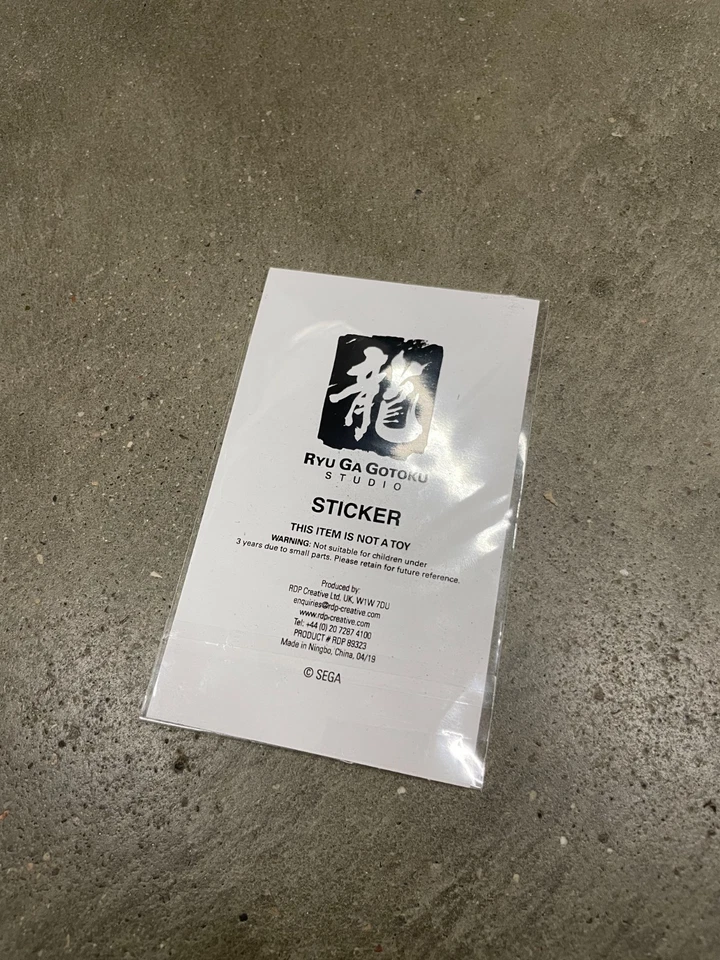 龍
RYU GA GOTOKU
STUDIO
STICKER
THIS ITEM IS NOT A TOY
WARNING: Not suitable for children under
3 years due to small parts. Please retain for future reference.
Produced by:
RDP Creative Ltd, UK, W1W 7DU
enquiries@rdp-creative.com
www.rdp-creative.com
Tel: +44 (0) 20 7287 4100
PRODUCT # RDP 89323
Made in Ningbo, China, 04/19
© SEGA